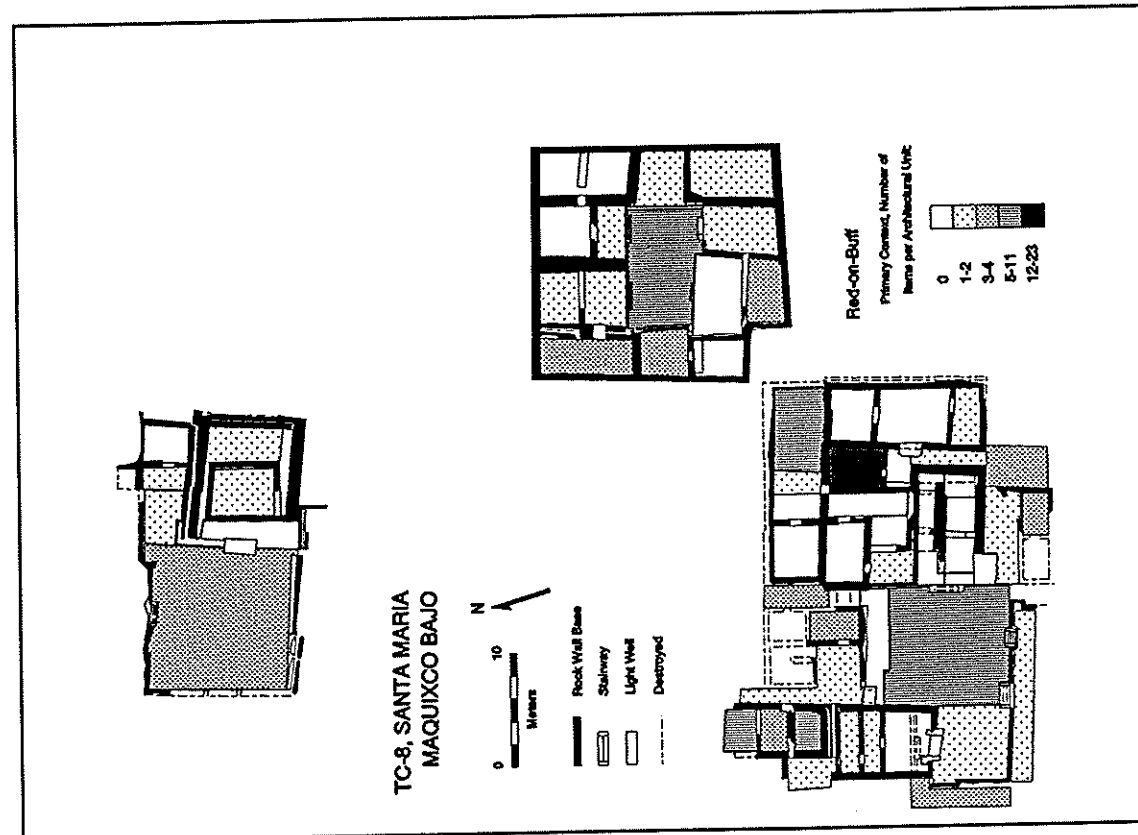 TC-8, SANTA MARIA
MAQUIXCO BAJO
N
0 10
Meters
Rock Wall Base
Stairway
Light Well
Destroyed
Red-on-Buff
Primary Context, Number of
Items per Architectural Unit:
0
1-2
3-4
5-11
12-23